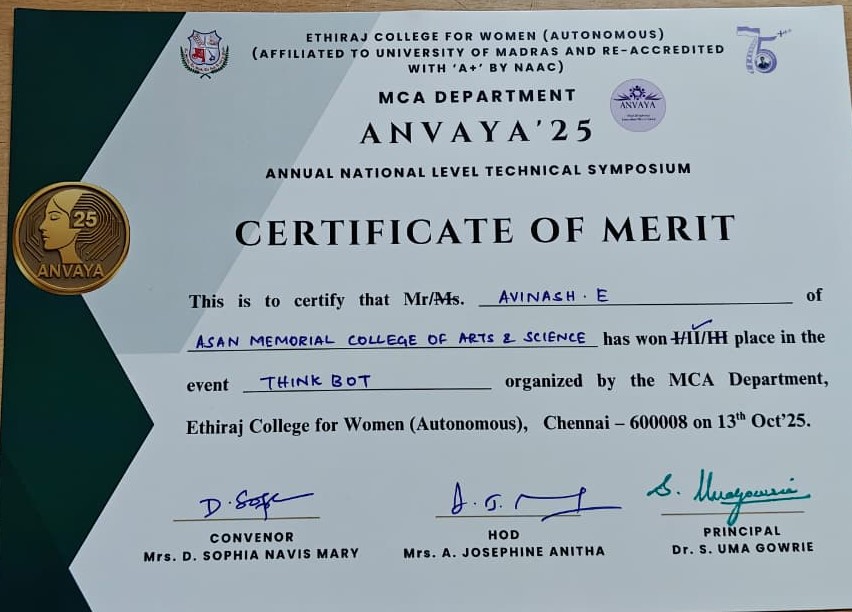 ETHIRAJ COLLEGE FOR WOMEN (AUTONOMOUS)
(AFFILIATED TO UNIVERSITY OF MADRAS AND RE-ACCREDITED
WITH ‘A+’ BY NAAC)
MCA DEPARTMENT
ANVAYA
ANVAYA'25
ANNUAL NATIONAL LEVEL TECHNICAL SYMPOSIUM
25
ANVAYA
CERTIFICATE OF MERIT
This is to certify that Mr/Ms. AVINASH. E of
ASAN MEMORIAL COLLEGE OF ARTS & SCIENCE has won I/II/III place in the
event THINK BOT organized by the MCA Department,
Ethiraj College for Women (Autonomous), Chennai – 600008 on 13th Oct’25.
CONVENOR
Mrs. D. SOPHIA NAVIS MARY
HOD
Mrs. A. JOSEPHINE ANITHA
PRINCIPAL
Dr. S. UMA GOWRIE